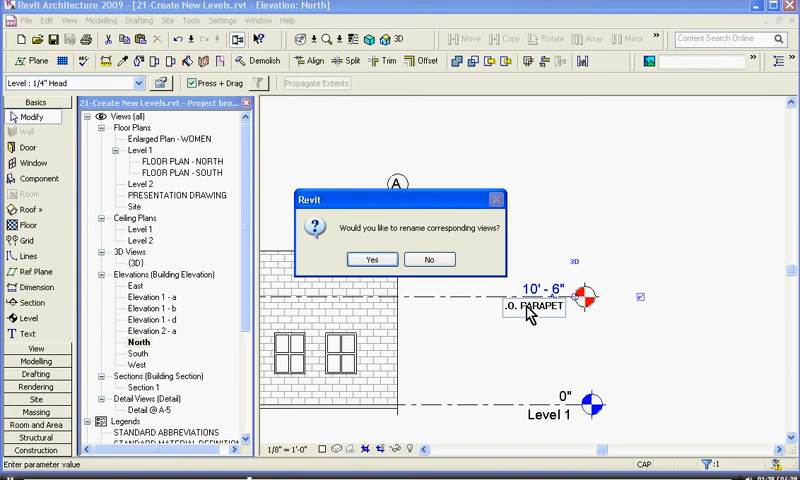 Revit Architecture 2009 - [21-Create New Levels.rvt - Elevation: North]
File Edit View Modelling Drafting Site Tools Settings Window Help
3D Move Copy Rotate Array Mirror Content Search Online
Plane Demolish Align Split Trim Offset
Level : 1/4" Head Press + Drag Propagate Extents
Basics
Modify
Wall
Door
Window
Component
Room
Roof »
Floor
Grid
Lines
Ref Plane
Dimension
Section
Level
Text
View
Modelling
Drafting
Rendering
Site
Massing
Room and Area
Structural
Construction
21-Create New Levels.rvt - Project bro...
Views (all)
Floor Plans
Enlarged Plan - WOMEN
Level 1
FLOOR PLAN - NORTH
FLOOR PLAN - SOUTH
Level 2
PRESENTATION DRAWING
Site
Ceiling Plans
Level 1
Level 2
3D Views
{3D}
Elevations (Building Elevation)
East
Elevation 1 - a
Elevation 1 - b
Elevation 1 - d
Elevation 2 - a
North
South
West
Sections (Building Section)
Section 1
Detail Views (Detail)
Detail @ A-5
Legends
STANDARD ABBREVIATIONS
A
Revit
Would you like to rename corresponding views?
Yes No
3D
10' - 6"
.O. PARAPET
0"
Level 1
1/8" = 1'-0"
Enter parameter value
CAP
:1